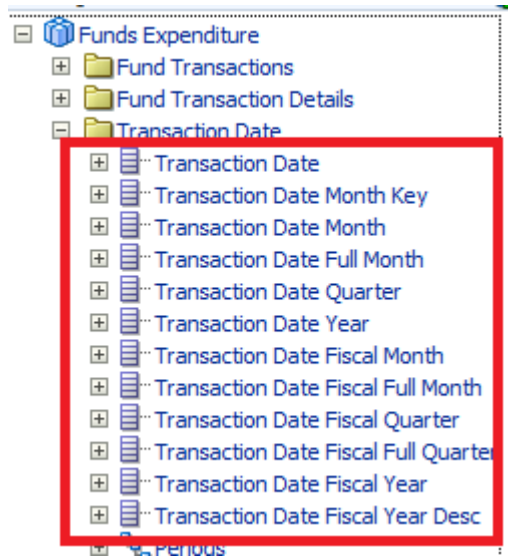 Funds Expenditure
Fund Transactions
Fund Transaction Details
Transaction Date
Transaction Date
Transaction Date Month Key
Transaction Date Month
Transaction Date Full Month
Transaction Date Quarter
Transaction Date Year
Transaction Date Fiscal Month
Transaction Date Fiscal Full Month
Transaction Date Fiscal Quarter
Transaction Date Fiscal Full Quarter
Transaction Date Fiscal Year
Transaction Date Fiscal Year Desc
Periods